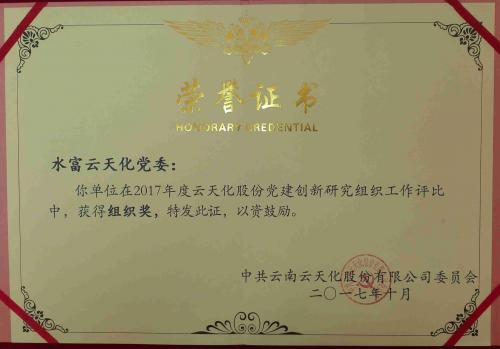 荣誉证书
HONORARY CREDENTIAL
水富云天化党委：
你单位在2017年度云天化股份党建创新研究组织工作评比
中，获得组织奖，特发此证，以资鼓励。
中共云南云天化股份有限公司委员会
二〇一七年十月